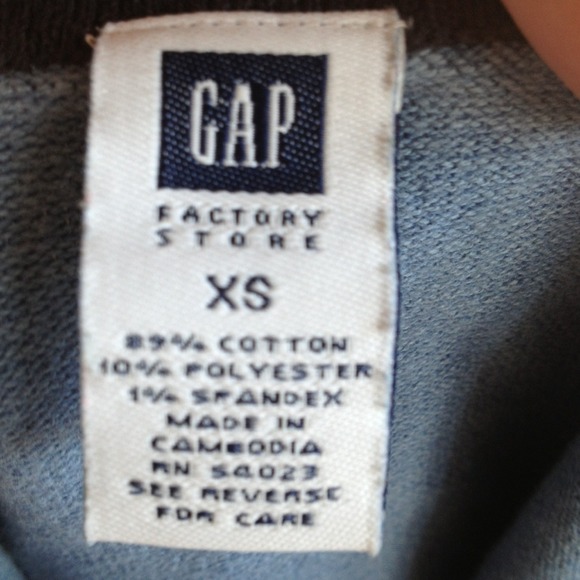 GAP
FACTORY
STORE
XS
89% COTTON
10% POLYESTER
1% SPANDEX
MADE IN
CAMBODIA
RN 54023
SEE REVERSE
FOR CARE